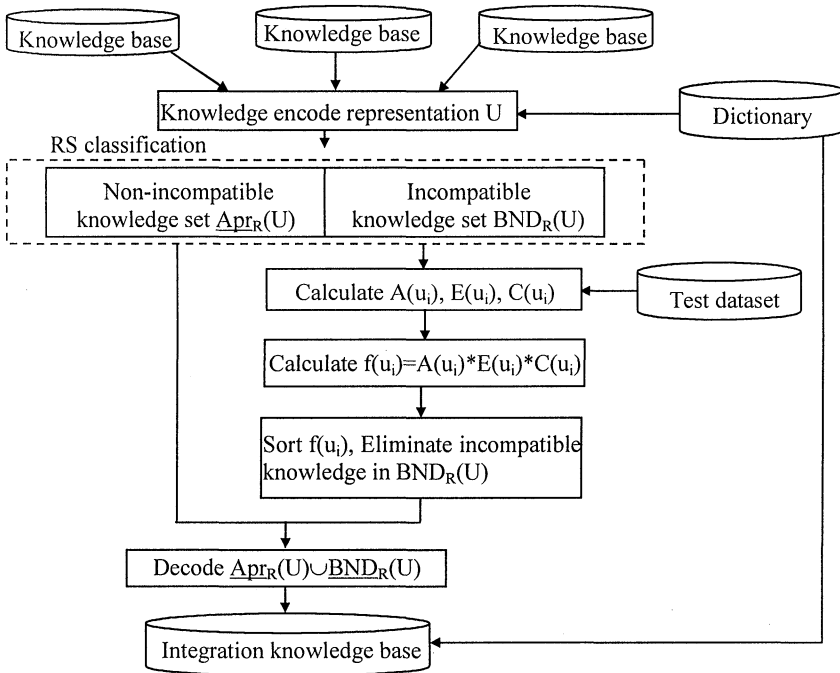 Knowledge base
Knowledge base
Knowledge base
Knowledge encode representation U
Dictionary
RS classification
Non-incompatible
knowledge set Apr_R(U)
Incompatible
knowledge set BND_R(U)
Calculate A(u_i), E(u_i), C(u_i)
Test dataset
Calculate f(u_i)=A(u_i)*E(u_i)*C(u_i)
Sort f(u_i), Eliminate incompatible
knowledge in BND_R(U)
Decode Apr_R(U)∪BND_R(U)
Integration knowledge base